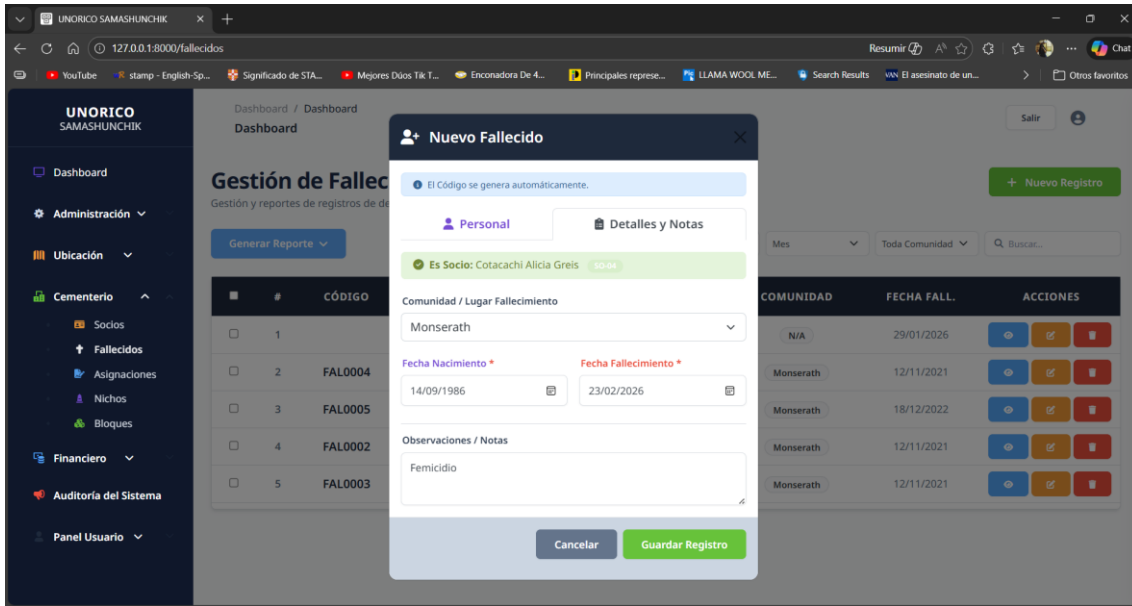 UNORICO SAMASHUNCHIK
127.0.0.1:8000/fallecidos
Resumir
Chat
YouTube
stamp - English-Sp...
Significado de STA...
Mejores Dúos Tik T...
Enconadora De 4...
Principales represe...
LLAMA WOOL ME...
Search Results
VAN El asesinato de un...
Otros favoritos
UNORICO
SAMASHUNCHIK
Dashboard
Administración
Ubicación
Cementerio
Socios
Fallecidos
Asignaciones
Nichos
Bloques
Financiero
Auditoría del Sistema
Panel Usuario
Dashboard / Dashboard
Dashboard
Salir
Gestión de Fallec
Gestión y reportes de registros de de
+ Nuevo Registro
Generar Reporte
Mes
Toda Comunidad
Buscar...
# CÓDIGO COMUNIDAD FECHA FALL. ACCIONES
1 N/A 29/01/2026
2 FAL0004 Monserath 12/11/2021
3 FAL0005 Monserath 18/12/2022
4 FAL0002 Monserath 12/11/2021
5 FAL0003 Monserath 12/11/2021
Nuevo Fallecido
El Código se genera automáticamente.
Personal
Detalles y Notas
Es Socio: Cotacachi Alicia Greis
Comunidad / Lugar Fallecimiento
Monserath
Fecha Nacimiento * Fecha Fallecimiento *
14/09/1986 23/02/2026
Observaciones / Notas
Femicidio
Cancelar
Guardar Registro